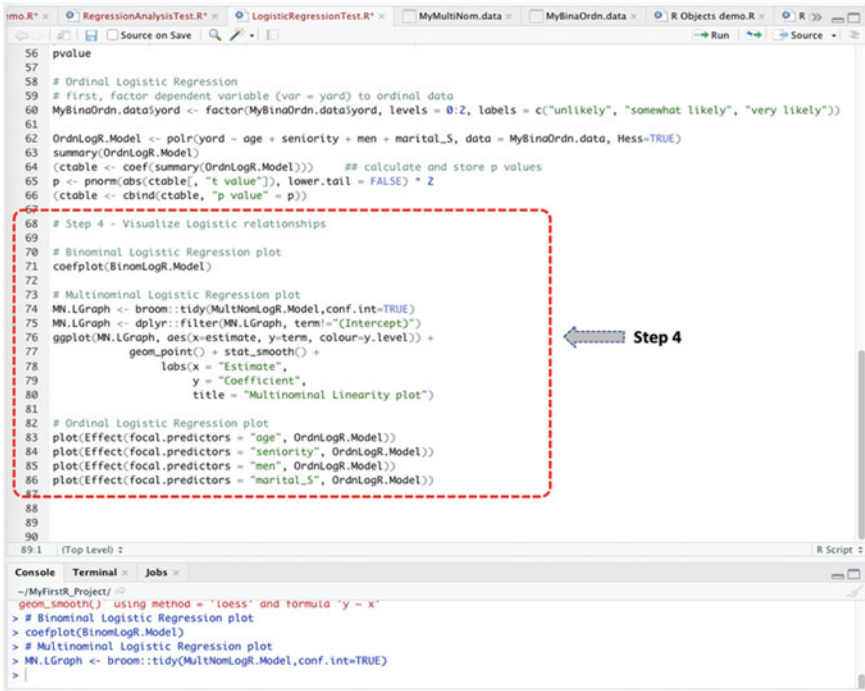 mo.R* × RegressionAnalysisTest.R* × LogisticRegressionTest.R* × MyMultiNom.data × MyBinaOrdn.data × R Objects demo.R × R
Source on Save Run Source
56 pvalue
57
58 # Ordinal Logistic Regression
59 # first, factor dependent variable (var = yard) to ordinal data
60 MyBinaOrdn.data$yord <- factor(MyBinaOrdn.data$yord, levels = 0:2, labels = c("unlikely", "somewhat likely", "very likely"))
61
62 OrdnLogR.Model <- polr(yord ~ age + seniority + men + marital_S, data = MyBinaOrdn.data, Hess=TRUE)
63 summary(OrdnLogR.Model)
64 (ctable <- coef(summary(OrdnLogR.Model))) ## calculate and store p values
65 p <- pnorm(abs(ctable[, "t value"]), lower.tail = FALSE) * 2
66 (ctable <- cbind(ctable, "p value" = p))
67
68 # Step 4 - Visualize Logistic relationships
69
70 # Binominal Logistic Regression plot
71 coefplot(BinomLogR.Model)
72
73 # Multinominal Logistic Regression plot
74 MN.LGraph <- broom::tidy(MultNomLogR.Model,conf.int=TRUE)
75 MN.LGraph <- dplyr::filter(MN.LGraph, term!="(Intercept)")
76 ggplot(MN.LGraph, aes(x=estimate, y=term, colour=y.level)) +
77 geom_point() + stat_smooth() +
78 labs(x = "Estimate",
79 y = "Coefficient",
80 title = "Multinominal Linearity plot")
81
82 # Ordinal Logistic Regression plot
83 plot(Effect(focal.predictors = "age", OrdnLogR.Model))
84 plot(Effect(focal.predictors = "seniority", OrdnLogR.Model))
85 plot(Effect(focal.predictors = "men", OrdnLogR.Model))
86 plot(Effect(focal.predictors = "marital_S", OrdnLogR.Model))
87
88
89
90
Step 4
89:1 (Top Level) R Script
Console Terminal × Jobs ×
~/MyFirstR_Project/
`geom_smooth()` using method = 'loess' and formula 'y ~ x'
> # Binominal Logistic Regression plot
> coefplot(BinomLogR.Model)
> # Multinominal Logistic Regression plot
> MN.LGraph <- broom::tidy(MultNomLogR.Model,conf.int=TRUE)
>